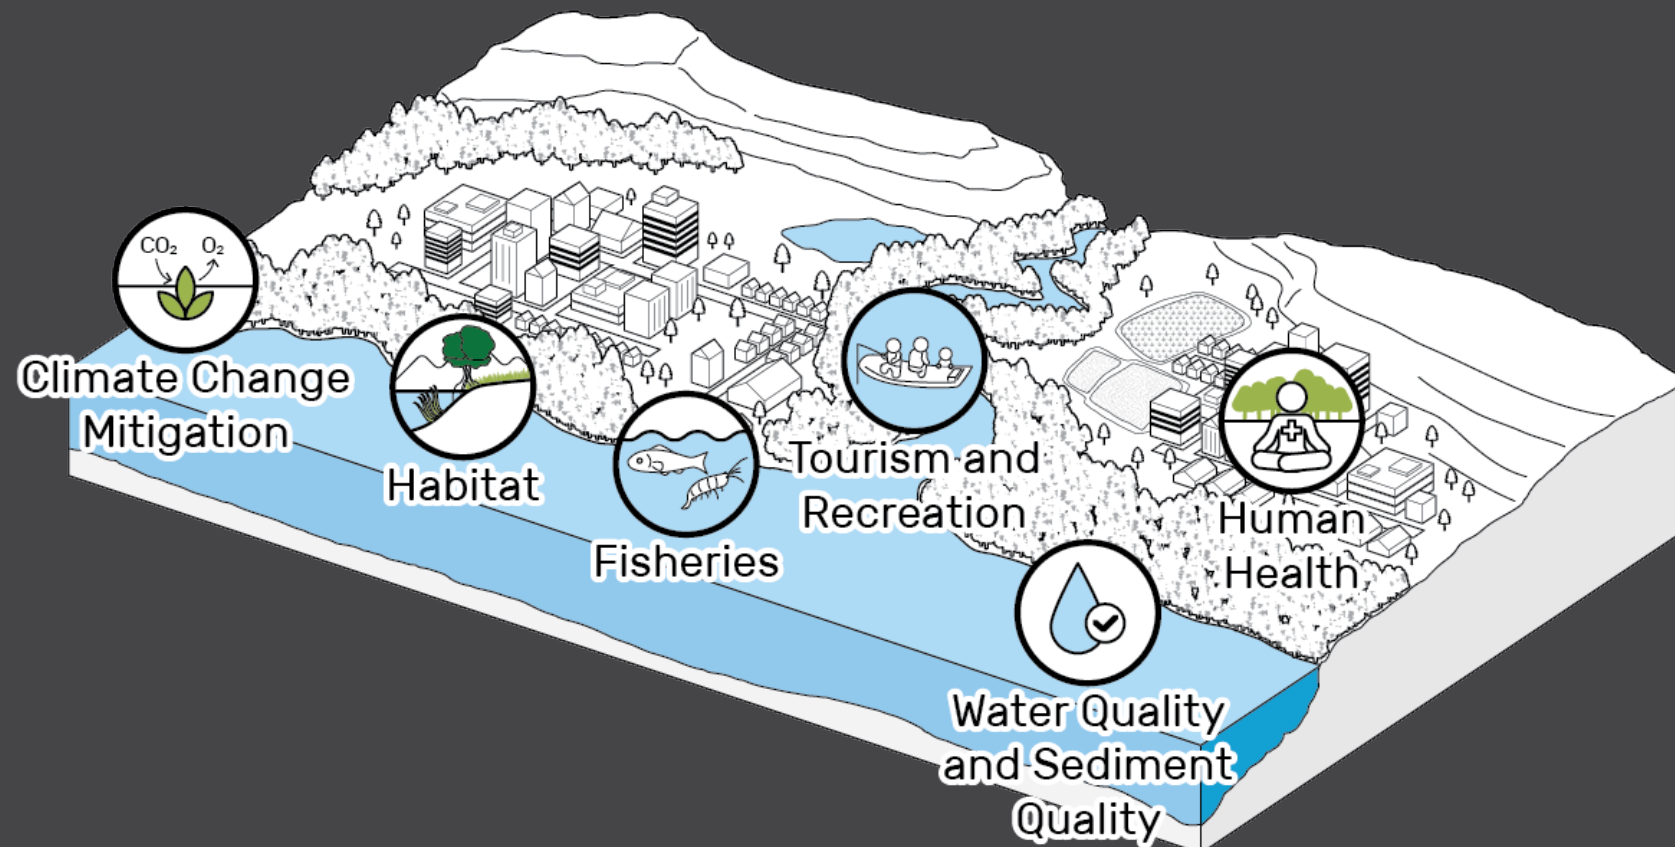 CO₂ O₂
Climate Change
Mitigation
Habitat
Fisheries
Tourism and
Recreation
Human
Health
Water Quality
and Sediment
Quality